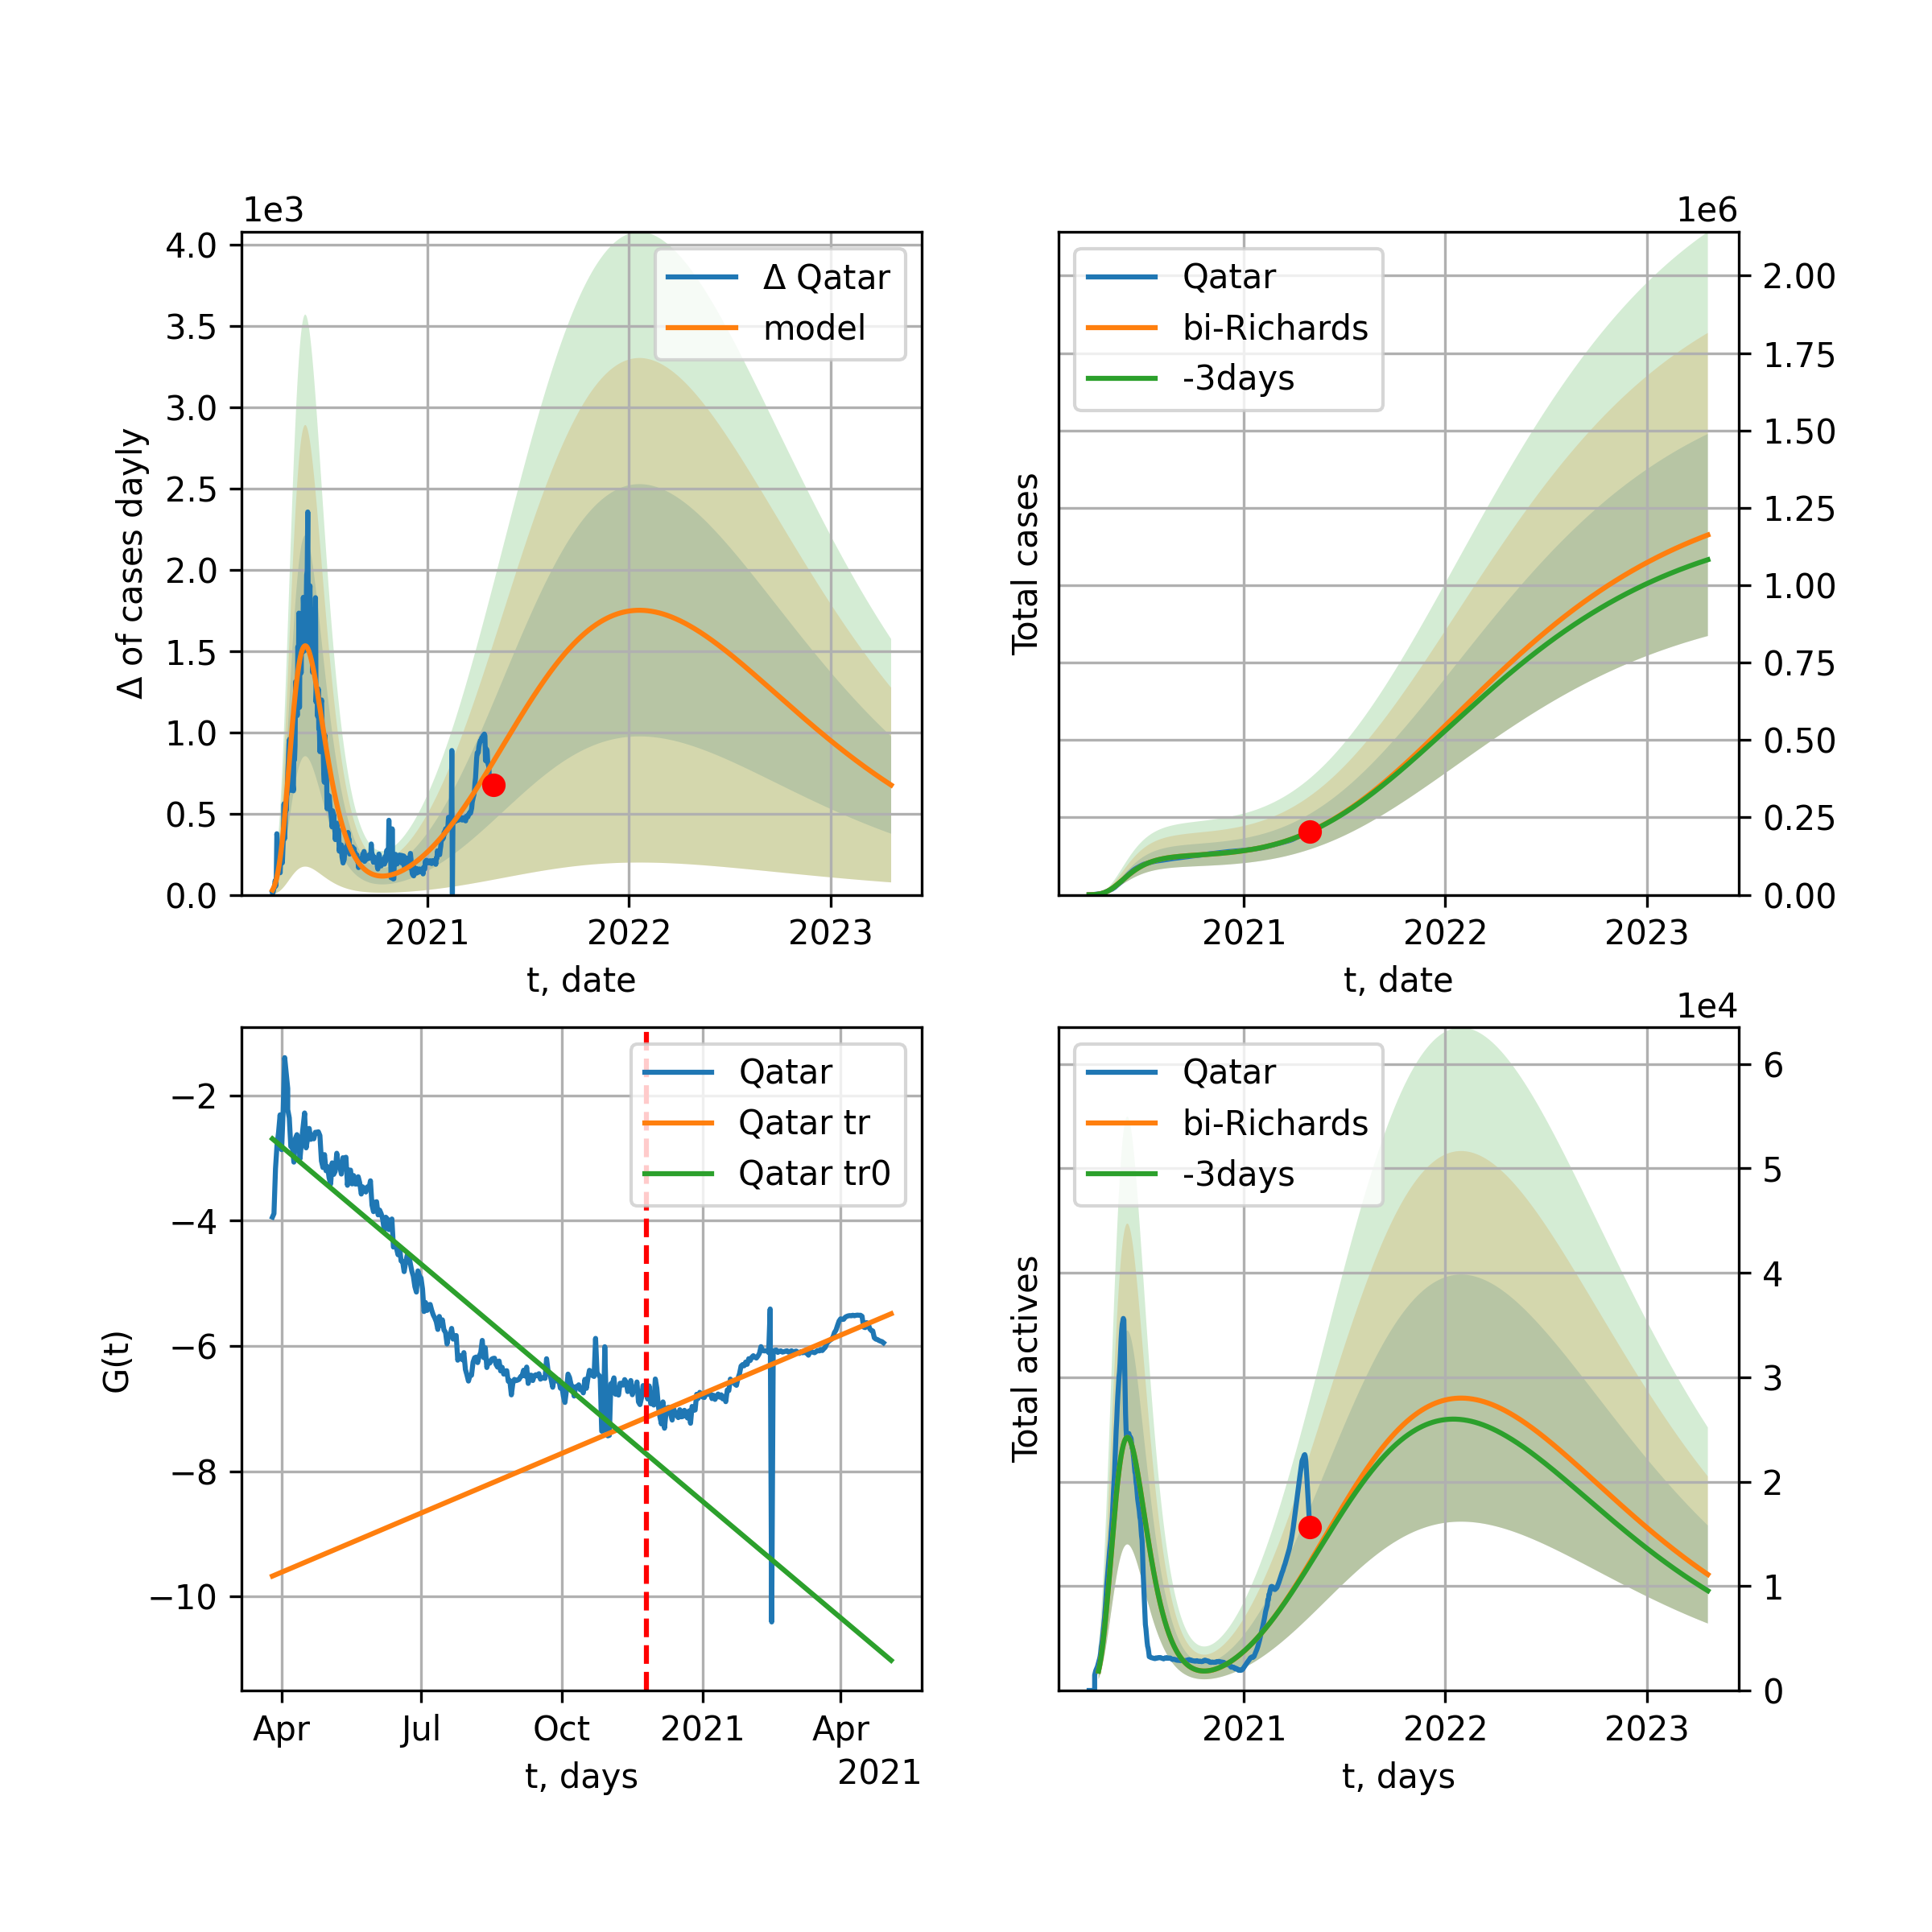 1e3
4.0
3.5
3.0
2.5
2.0
1.5
1.0
0.5
0.0
Δ of cases dayly
Δ Qatar
model
2021 2022 2023
t, date
1e6
Qatar
bi-Richards
-3days
Total cases
2.00
1.75
1.50
1.25
1.00
0.75
0.50
0.25
0.00
2021 2022 2023
t, date
−2
−4
−6
−8
−10
G(t)
Qatar
Qatar tr
Qatar tr0
Apr Jul Oct 2021 Apr
t, days
2021
1e4
Qatar
bi-Richards
-3days
Total actives
6
5
4
3
2
1
0
2021 2022 2023
t, days